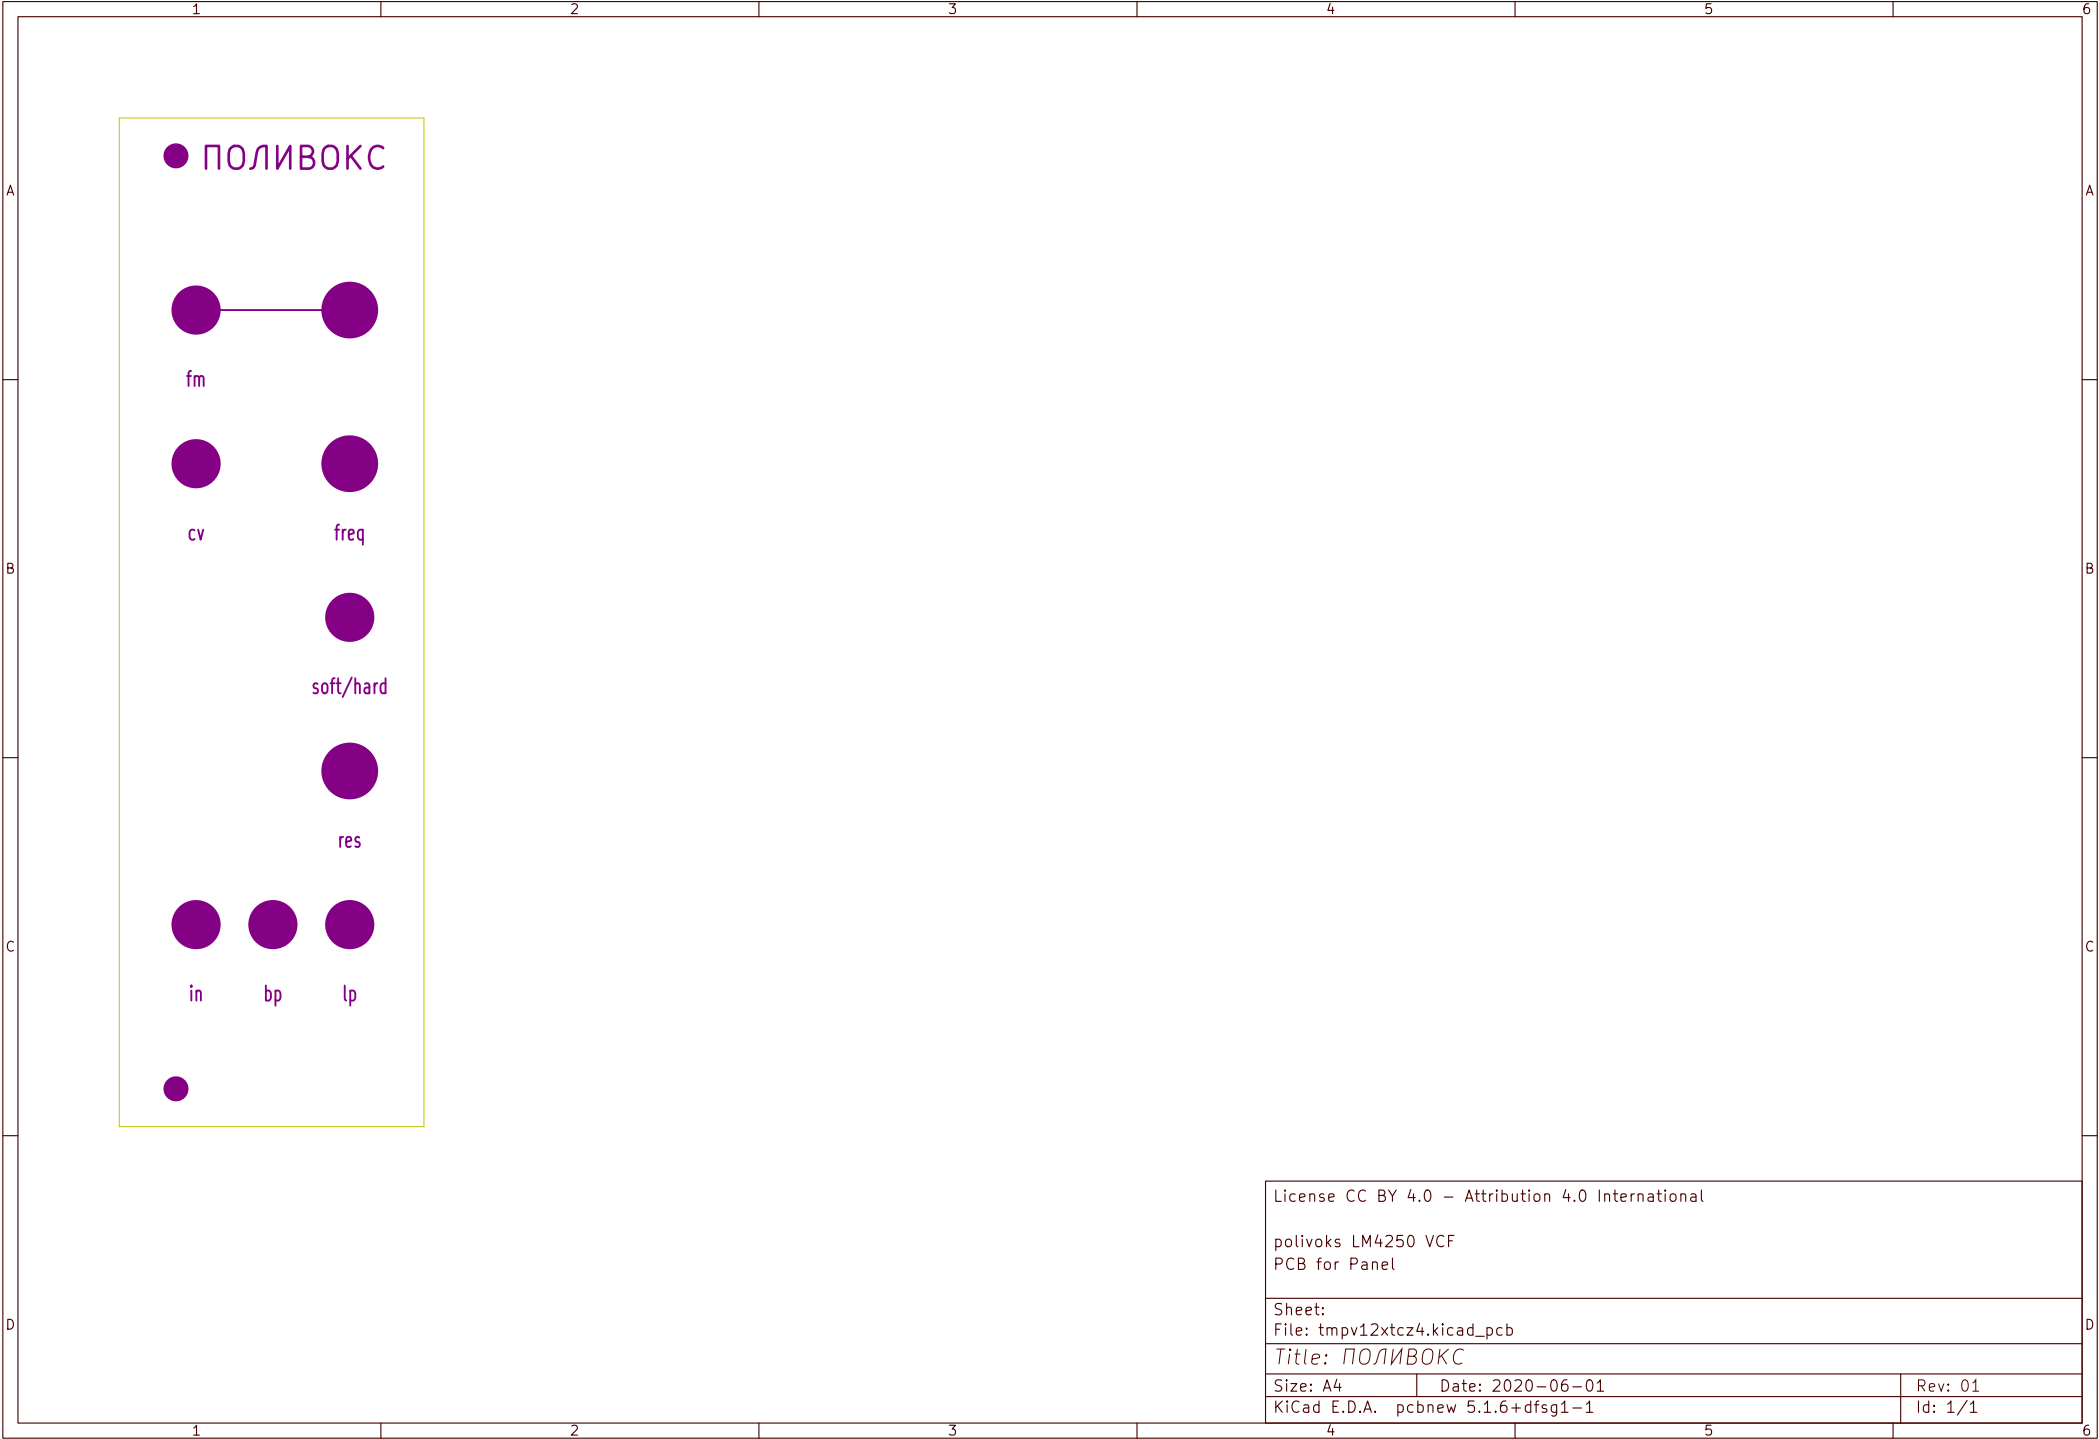 1 2 3 4 5 6
ПОЛИВОКС
A A
fm
cv freq
B B
soft/hard
res
C C
in bp lp
License CC BY 4.0 - Attribution 4.0 International
polivoks LM4250 VCF
PCB for Panel
Sheet:
D D
File: tmpv12xtcz4.kicad_pcb
Title: ПОЛИВОКС
Size: A4 Date: 2020-06-01 Rev: 01
KiCad E.D.A. pcbnew 5.1.6+dfsg1-1 Id: 1/1
1 2 3 4 5 6